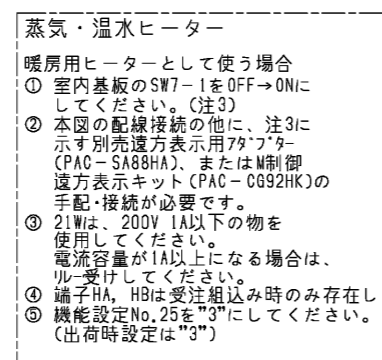 蒸気・温水ヒーター
暖房用ヒーターとして使う場合
① 室内基板のSW7－1をOFF→ONに
してください。(注3)
② 本図の配線接続の他に、注3に
示す別売遠方表示用ｱﾀﾞﾌﾟﾀｰ
(PAC－SA88HA)、またはM制御
遠方表示キット(PAC－CG92HK)の
手配・接続が必要です。
③ 21Wは、200V 1A以下の物を
使用してください。
電流容量が1A以上になる場合は、
ﾘﾚｰ受けしてください。
④ 端子HA, HBは受注組込み時のみ存在し
⑤ 機能設定No.25を”3”にしてください。
(出荷時設定は”3”)